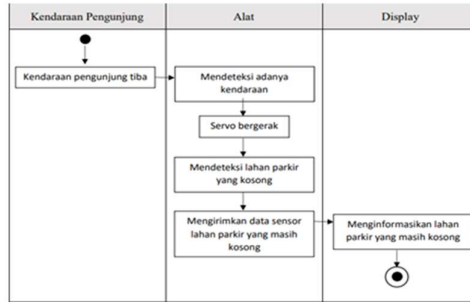 Kendaraan Pengunjung
Alat
Display
Kendaraan pengunjung tiba
Mendeteksi adanya
kendaraan
Servo bergerak
Mendeteksi lahan parkir
yang kosong
Mengirimkan data sensor
lahan parkir yang masih
kosong
Menginformasikan lahan
parkir yang masih kosong